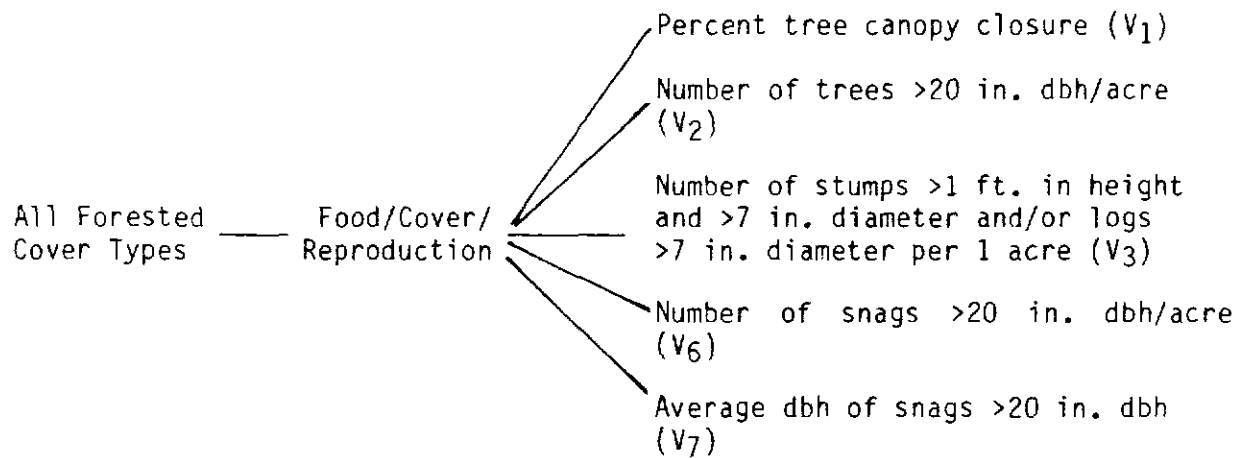 Percent tree canopy closure (V1)
Number of trees >20 in. dbh/acre
(V2)
All Forested
Cover Types
Food/Cover/
Reproduction
Number of stumps >1 ft. in height
and >7 in. diameter and/or logs
>7 in. diameter per 1 acre (V3)
Number of snags >20 in. dbh/acre
(V6)
Average dbh of snags >20 in. dbh
(V7)